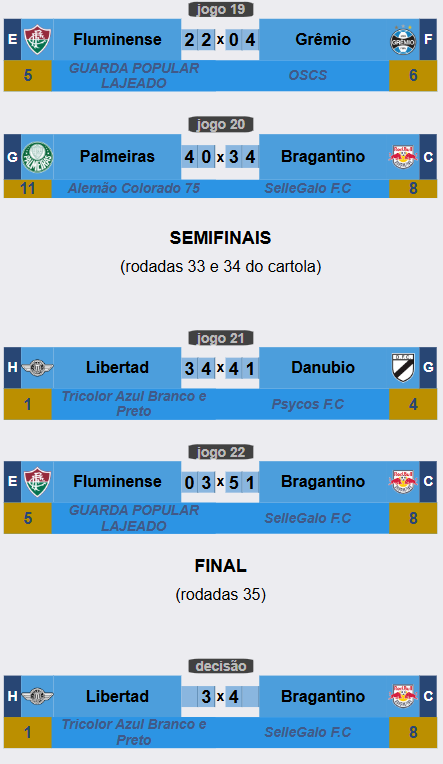 jogo 19
E Fluminense 2 2 x 0 4 Grêmio F
5 GUARDA POPULAR LAJEADO OSCS 6
jogo 20
G Palmeiras 4 0 x 3 4 Bragantino C
11 Alemão Colorado 75 SelleGalo F.C 8
SEMIFINAIS
(rodadas 33 e 34 do cartola)
jogo 21
H Libertad 3 4 x 4 1 Danubio G
1 Tricolor Azul Branco e Preto Psycos F.C 4
jogo 22
E Fluminense 0 3 x 5 1 Bragantino C
5 GUARDA POPULAR LAJEADO SelleGalo F.C 8
FINAL
(rodadas 35)
decisão
H Libertad 3 x 4 Bragantino C
1 Tricolor Azul Branco e Preto SelleGalo F.C 8